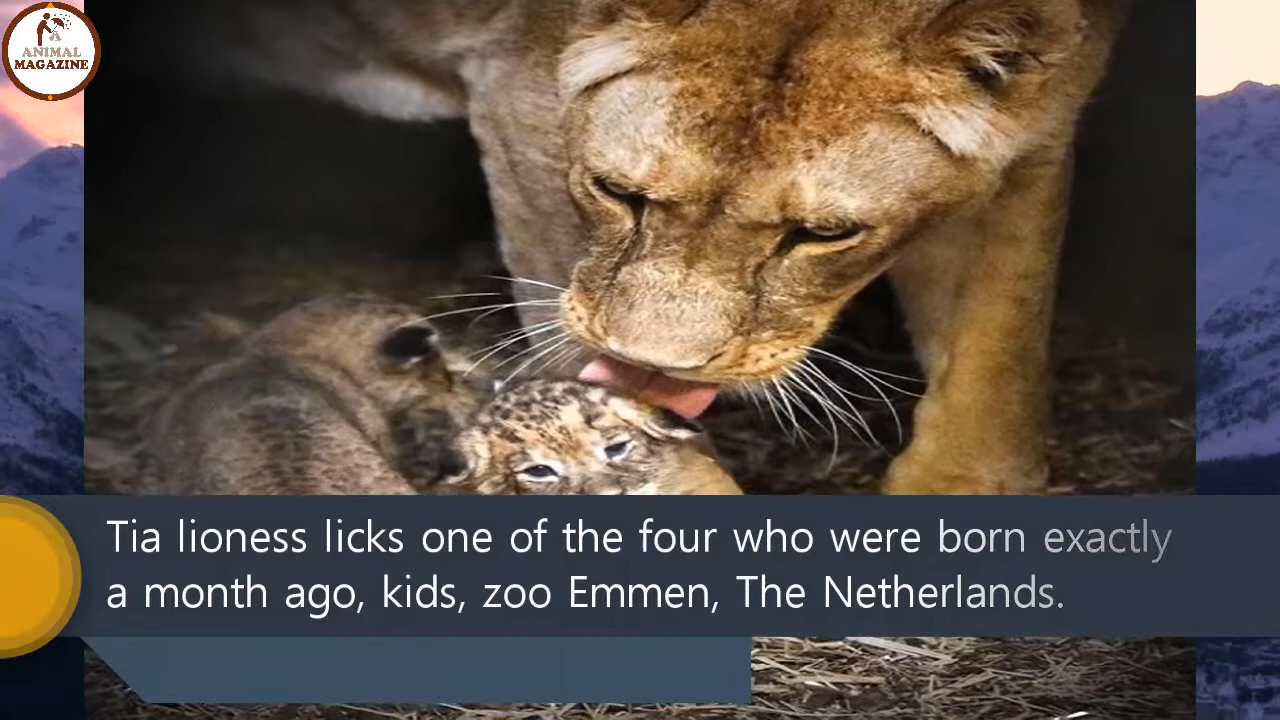 A
ANIMAL
MAGAZINE
Tia lioness licks one of the four who were born exactly
a month ago, kids, zoo Emmen, The Netherlands.